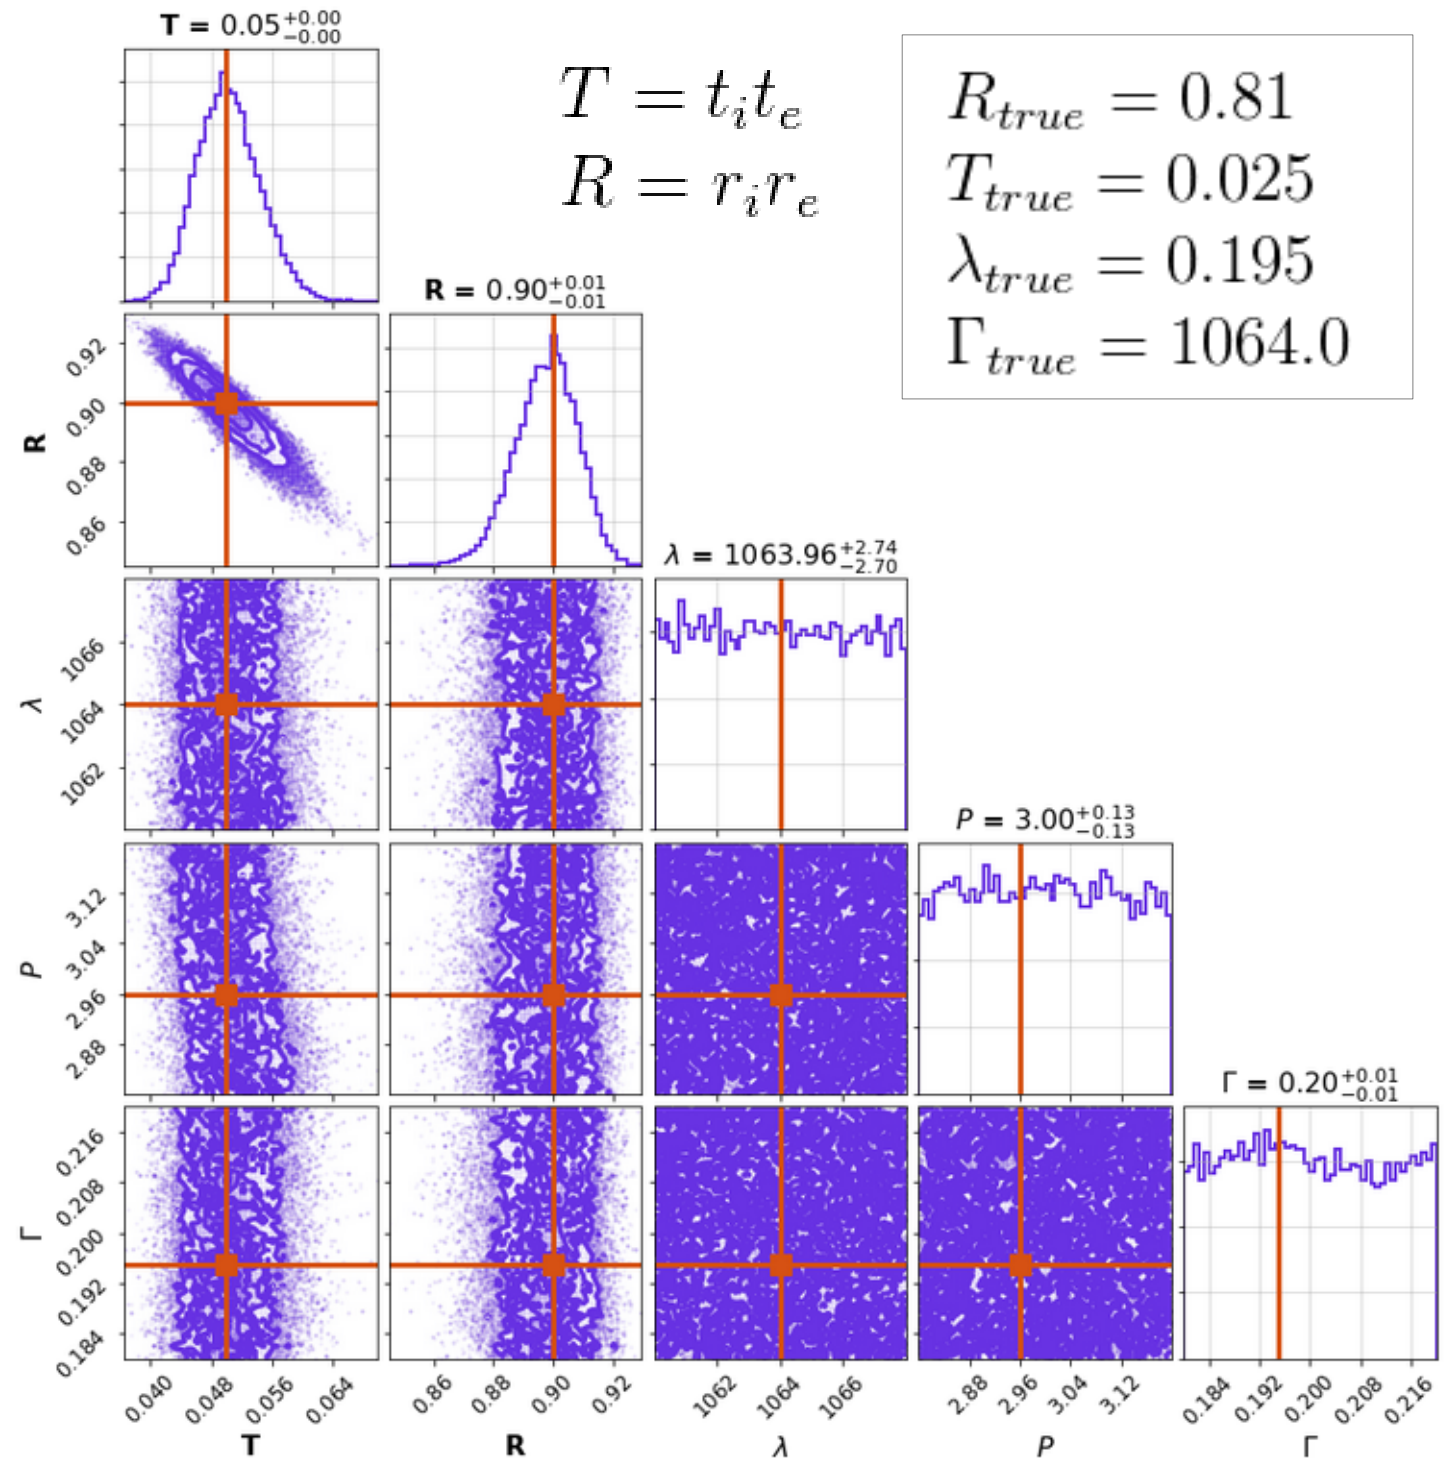 T = 0.05+0.00−0.00
T = tᵢtₑ
R = rᵢrₑ
R_true = 0.81
T_true = 0.025
λ_true = 0.195
Γ_true = 1064.0
R = 0.90+0.01−0.01
0.92
0.90
0.88
0.86
R
λ = 1063.96+2.74−2.70
1066
1064
1062
λ
P = 3.00+0.13−0.13
3.12
3.04
2.96
2.88
P
Γ = 0.20+0.01−0.01
0.216
0.208
0.200
0.192
0.184
Γ
0.040 0.048 0.056 0.064
0.86 0.88 0.90 0.92
1062 1064 1066
2.88 2.96 3.04 3.12
0.184 0.192 0.200 0.208 0.216
T R λ P Γ